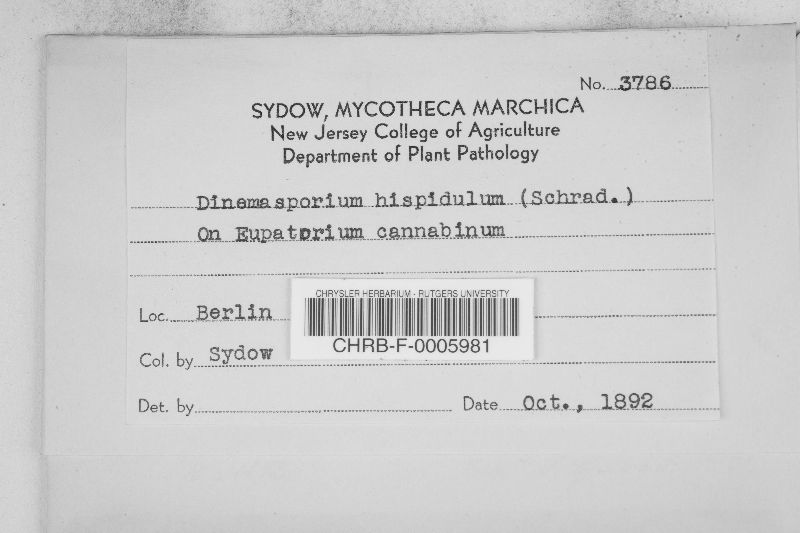 No. 3786
SYDOW, MYCOTHECA MARCHICA
New Jersey College of Agriculture
Department of Plant Pathology
Dinemasporium hispidulum (Schrad.)
On Eupatorium cannabinum
CHRYSLER HERBARIUM - RUTGERS UNIVERSITY
Loc. Berlin
CHRB-F-0005981
Col. by Sydow
Det. by Date Oct., 1892